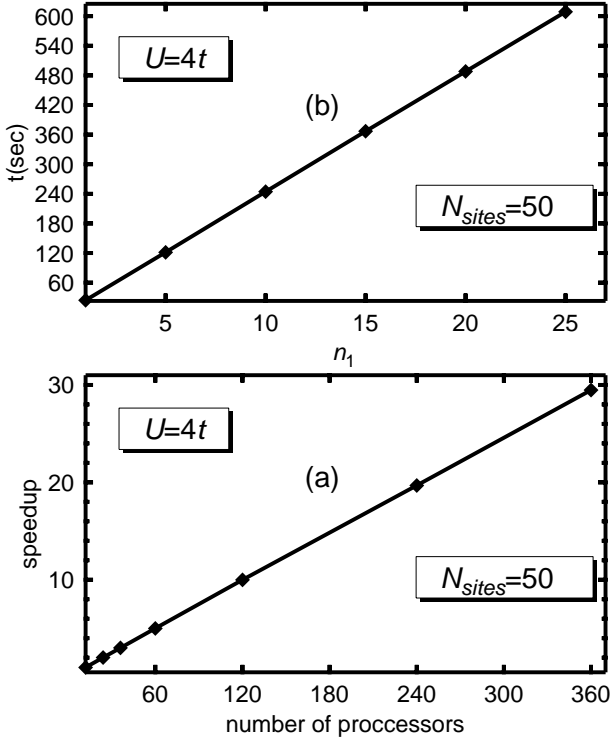 600
540
480
420
360
300
240
180
120
60
t(sec)
U=4t
(b)
N_sites=50
5 10 15 20 25
n_1
30
20
10
speedup
U=4t
(a)
N_sites=50
60 120 180 240 300 360
number of proccessors